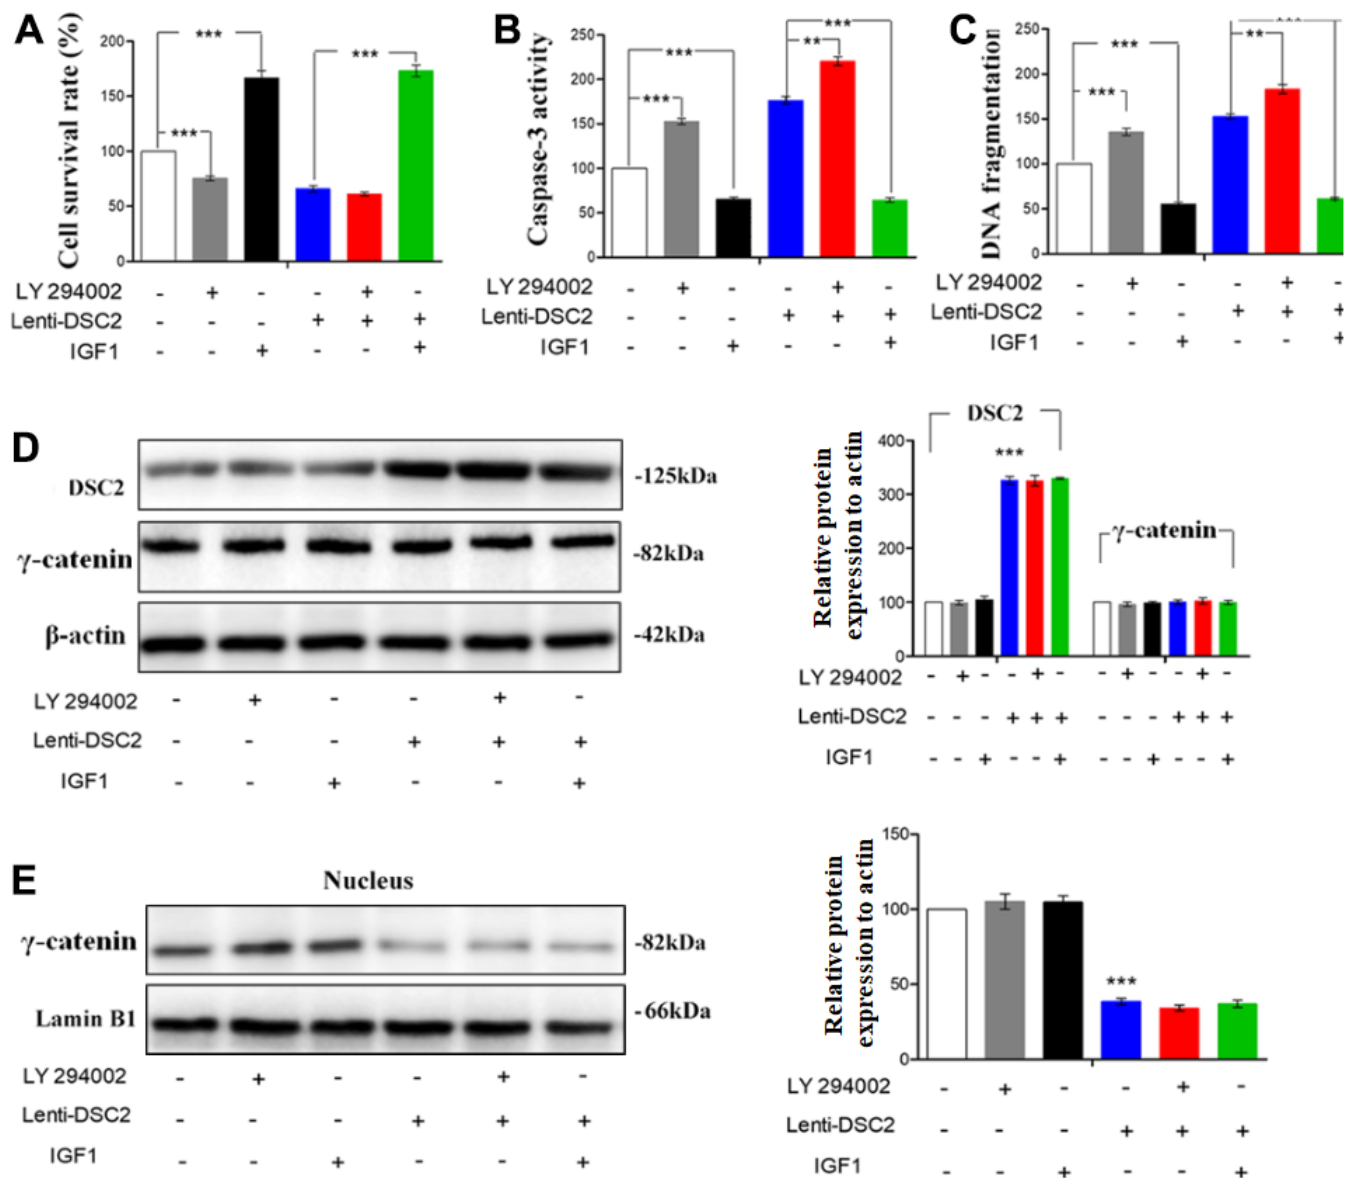 A
Cell survival rate (%)
200
150
100
50
0
***
***
***
LY 294002 - + - - + -
Lenti-DSC2 - - - + + +
IGF1 - - + - - +
B
Caspase-3 activity
250
200
150
100
50
0
***
***
***
**
LY 294002 - + - - + -
Lenti-DSC2 - - - + + +
IGF1 - - + - - +
C
DNA fragmentation
250
200
150
100
50
0
***
***
***
**
LY 294002 - + - - + -
Lenti-DSC2 - - - + + +
IGF1 - - + - - +
D
DSC2 -125kDa
γ-catenin -82kDa
β-actin -42kDa
LY 294002 - + - - + -
Lenti-DSC2 - - - + + +
IGF1 - - + - - +
Relative protein
expression to actin
400
300
200
100
0
DSC2
***
γ-catenin
LY 294002 - + - - + - - + - - + -
Lenti-DSC2 - - - + + + - - - + + +
IGF1 - - + - - + - - + - - +
E
Nucleus
γ-catenin -82kDa
Lamin B1 -66kDa
LY 294002 - + - - + -
Lenti-DSC2 - - - + + +
IGF1 - - + - - +
Relative protein
expression to actin
150
100
50
0
***
LY 294002 - + - - + -
Lenti-DSC2 - - - + + +
IGF1 - - + - - +